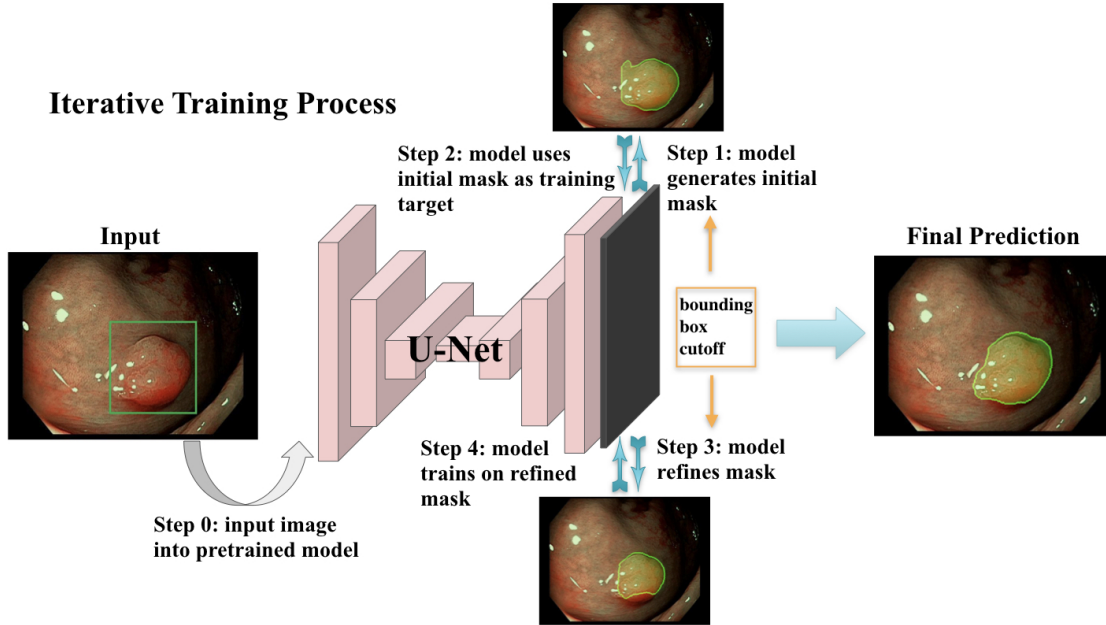 Iterative Training Process
Step 2: model uses
initial mask as training
target
Step 1: model
generates initial
mask
Input
Final Prediction
bounding
box
cutoff
U-Net
Step 4: model
trains on refined
mask
Step 3: model
refines mask
Step 0: input image
into pretrained model